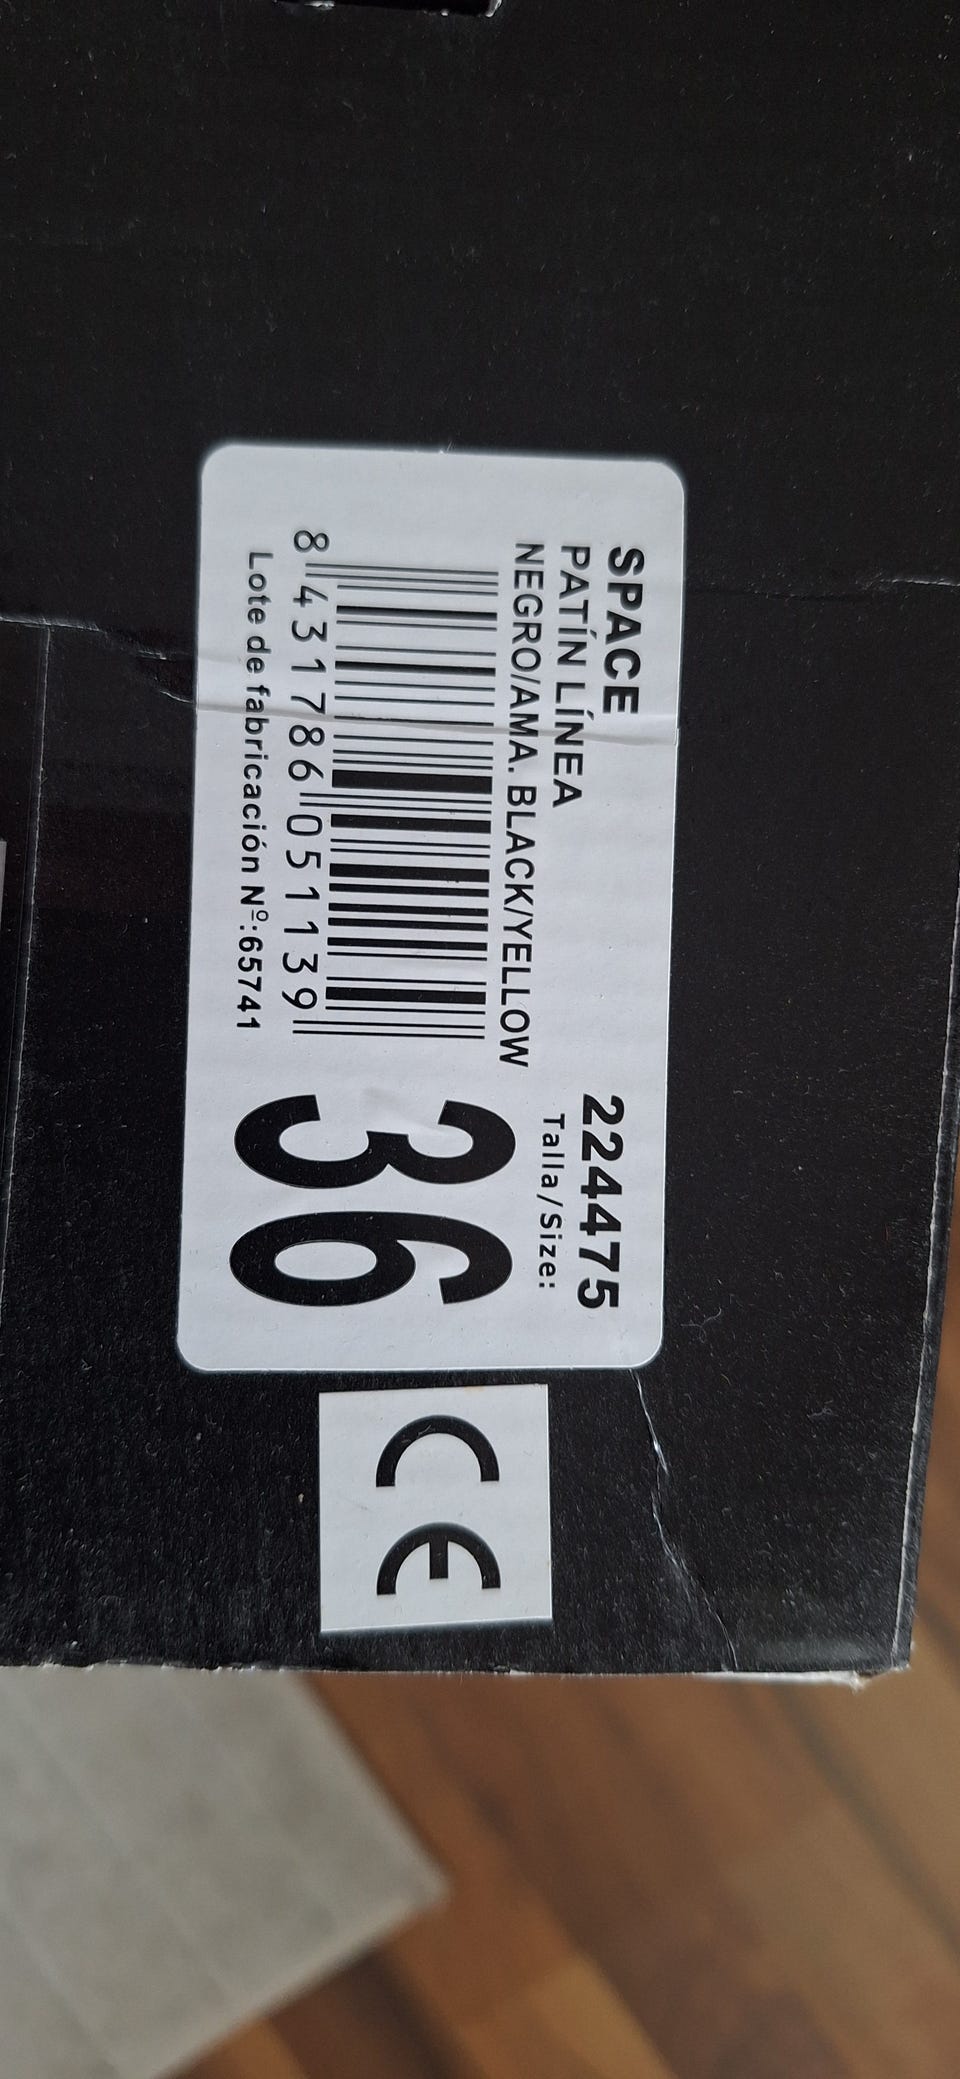 SPACE
PATÍN LÍNEA
NEGRO/AMA. BLACK/YELLOW
224475
Talla/Size:
36
8 431786 051139
Lote de fabricación Nº:65741
CE